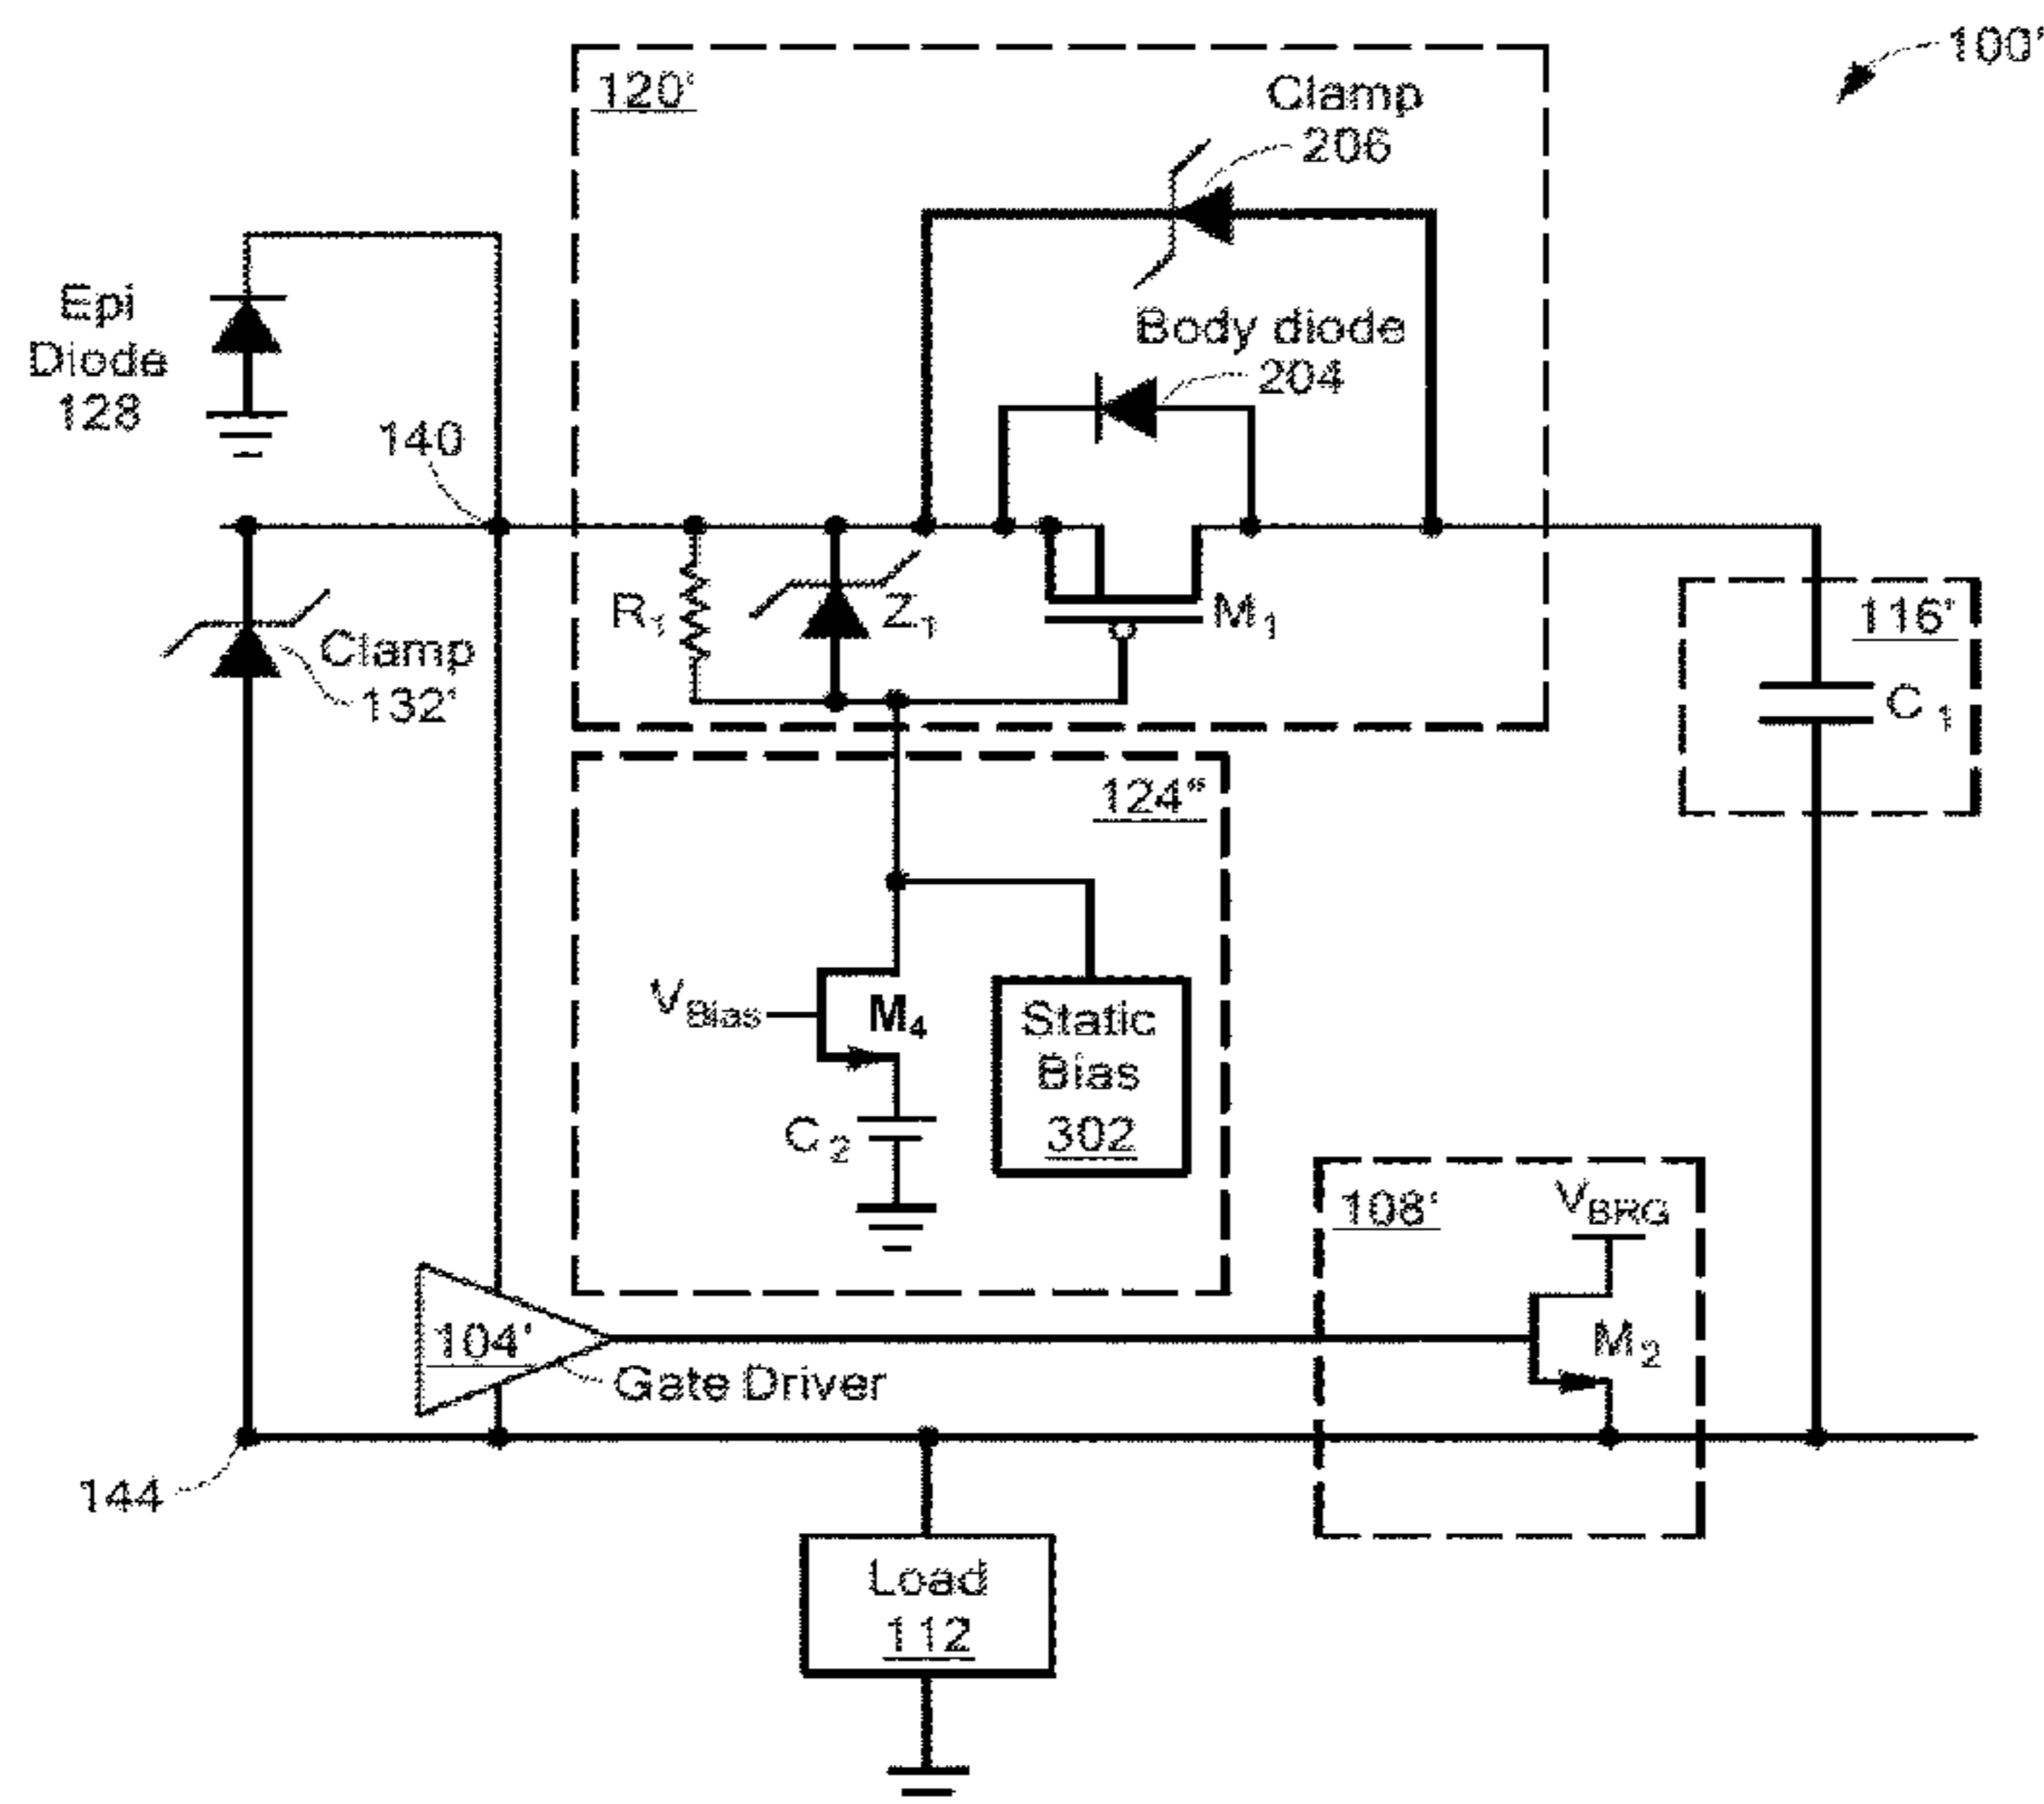 100'
120'
Clamp
206
Epi
Diode
128
Body diode
204
140
R1
Z1
M1
116'
C1
Clamp
132'
124"
VBias
M4
Static
Bias
302
C2
108'
VBRG
104'
M2
Gate Driver
144
Load
112